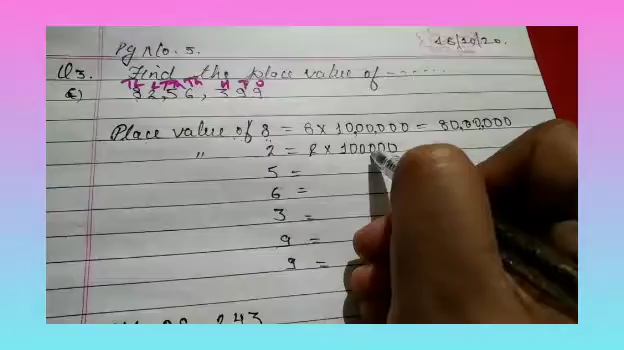 16/10/20.
Pg No. 5.
Q3. Find the place value of ------
TL L TTh Th H T O
c) 82,56,399
Place value of 8 = 8 x 10,00,000 = 80,00,000
" 2 = 2 x 100000
5 =
6 =
3 =
9 =
9 =
243